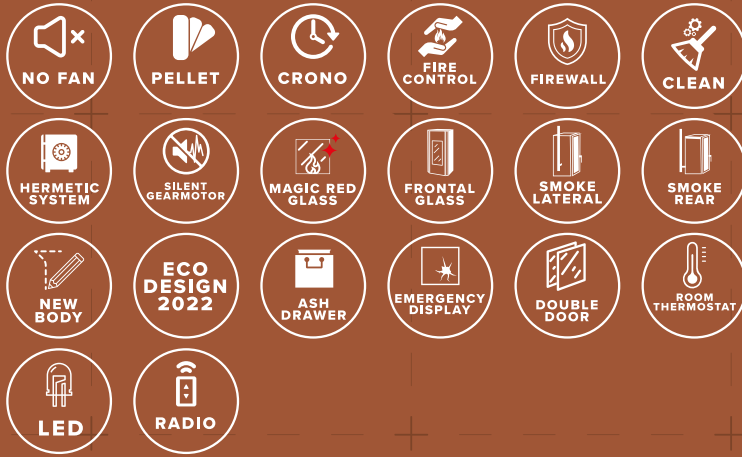 NO FAN
PELLET
CRONO
FIRE
CONTROL
FIREWALL
CLEAN
HERMETIC
SYSTEM
SILENT
GEARMOTOR
MAGIC RED
GLASS
FRONTAL
GLASS
SMOKE
LATERAL
SMOKE
REAR
NEW
BODY
ECO
DESIGN
2022
ASH
DRAWER
EMERGENCY
DISPLAY
DOUBLE
DOOR
ROOM
THERMOSTAT
LED
RADIO